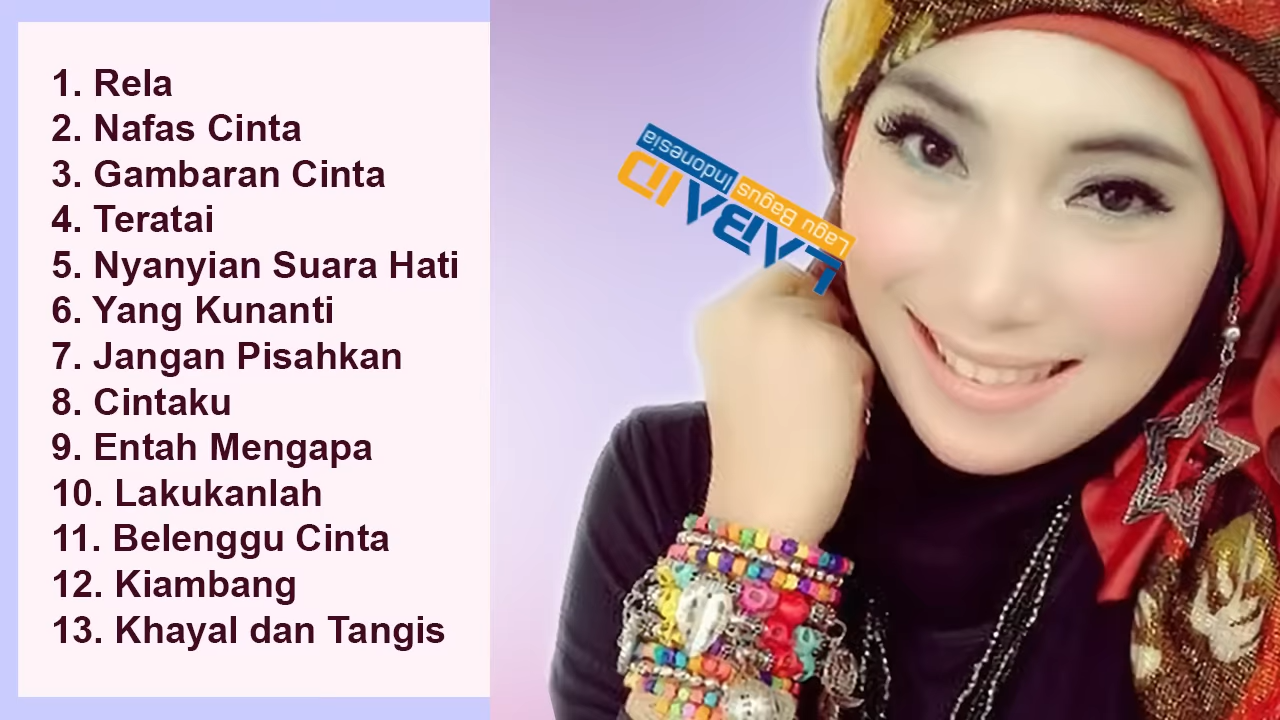 1. Rela
2. Nafas Cinta
3. Gambaran Cinta
4. Teratai
5. Nyanyian Suara Hati
6. Yang Kunanti
7. Jangan Pisahkan
8. Cintaku
9. Entah Mengapa
10. Lakukanlah
11. Belenggu Cinta
12. Kiambang
13. Khayal dan Tangis
LABAID
Lagu Bagus Indonesia